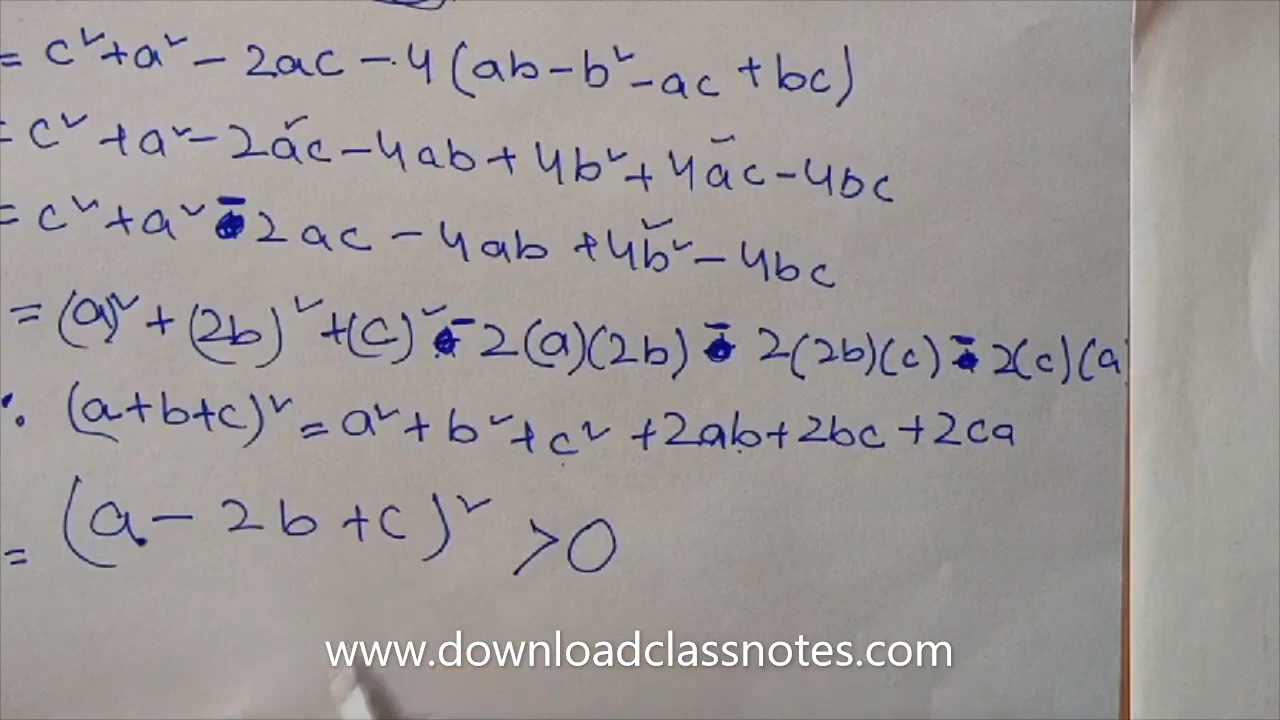 = c² + a² - 2ac - 4 (ab - b² - ac + bc)
= c² + a² - 2ac - 4ab + 4b² + 4ac - 4bc
= c² + a² - 2ac - 4ab + 4b² - 4bc
= (a)² + (2b)² + (c)² - 2(a)(2b) - 2(2b)(c) - 2(c)(a
∴ (a+b+c)² = a² + b² + c² + 2ab + 2bc + 2ca
= (a - 2b + c)² > 0
www.downloadclassnotes.com